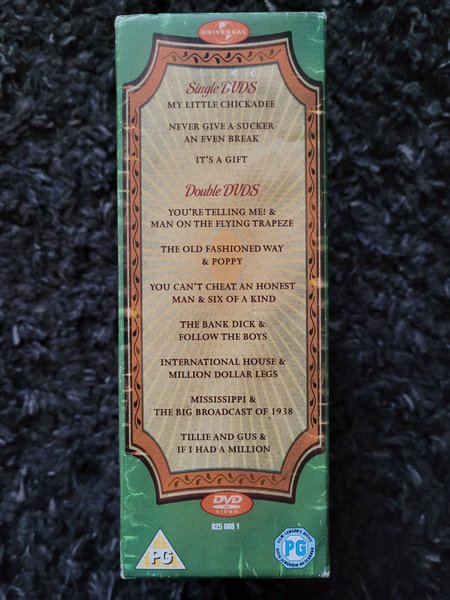 UNIVERSAL
Single DVDS
MY LITTLE CHICKADEE
NEVER GIVE A SUCKER
AN EVEN BREAK
IT'S A GIFT
Double DVDS
YOU'RE TELLING ME! &
MAN ON THE FLYING TRAPEZE
THE OLD FASHIONED WAY
& POPPY
YOU CAN'T CHEAT AN HONEST
MAN & SIX OF A KIND
THE BANK DICK &
FOLLOW THE BOYS
INTERNATIONAL HOUSE &
MILLION DOLLAR LEGS
MISSISSIPPI &
THE BIG BROADCAST OF 1938
TILLIE AND GUS &
IF I HAD A MILLION
DVD
VIDEO
825 088 1
PG
PG